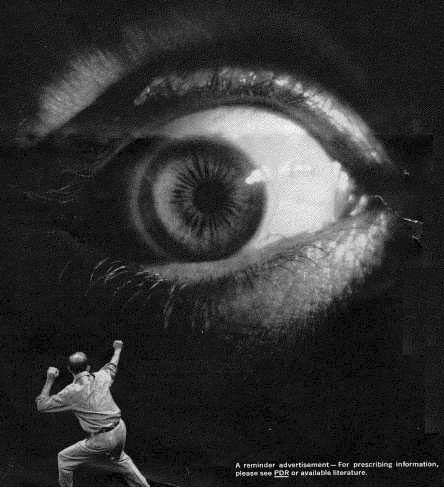 A reminder advertisement — For prescribing information,
please see PDR or available literature.